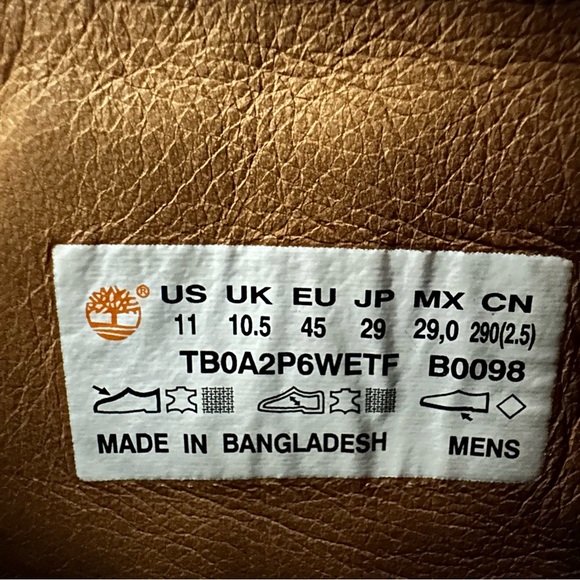 ® US UK EU JP MX CN
11 10.5 45 29 29,0 290(2.5)
TB0A2P6WETF B0098
MADE IN BANGLADESH MENS